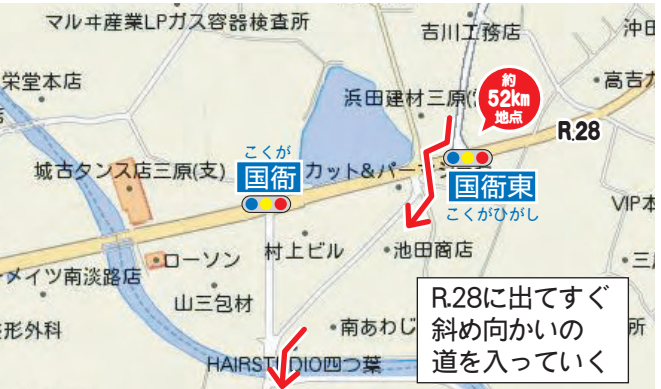 マルヰ産業LPガス容器検査所
吉川工務店
沖田
栄堂本店
浜田建材三原(
約
52km
地点
高吉
R.28
城古タンス店三原(支)
こくが
国衙
カット&パーマ
国衙東
こくがひがし
VIP本
村上ビル
池田商店
ローソン
メイツ南淡路店
山三包材
形外科
南あわじ
所
HAIRSTUDIO四つ葉
R.28に出てすぐ
斜め向かいの
道を入っていく